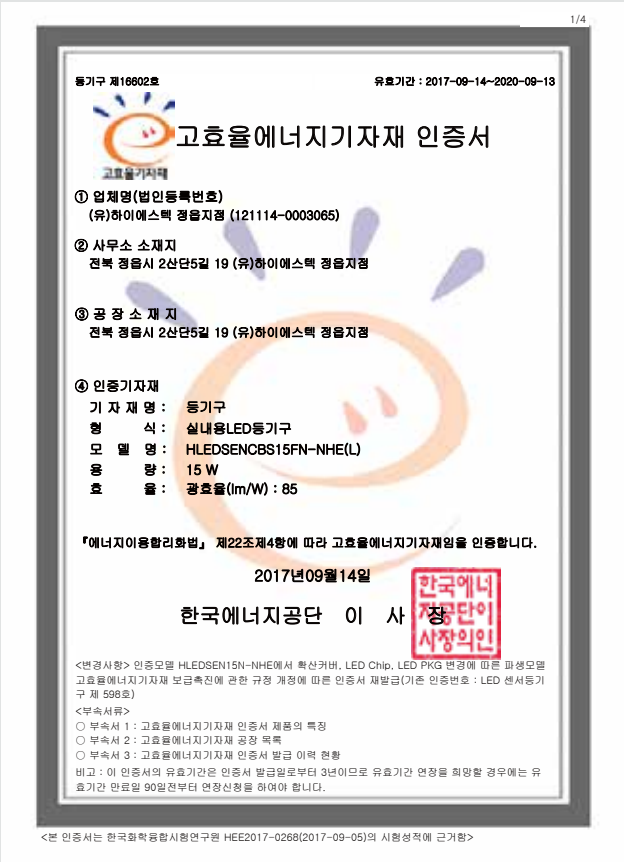 1/4
등기구 제16602호
유효기간 : 2017-09-14~2020-09-13
고효율에너지기자재 인증서
고효율기자재
① 업체명(법인등록번호)
(유)하이에스텍 정읍지점 (121114-0003065)
② 사무소 소재지
전북 정읍시 2산단5길 19 (유)하이에스텍 정읍지점
③ 공 장 소 재 지
전북 정읍시 2산단5길 19 (유)하이에스텍 정읍지점
④ 인증기자재
기 자 재 명 : 등기구
형 식 : 실내용LED등기구
모 델 명 : HLEDSENCBS15FN-NHE(L)
용 량 : 15 W
효 율 : 광효율(lm/W) : 85
『에너지이용합리화법』 제22조제4항에 따라 고효율에너지기자재임을 인증합니다.
2017년09월14일
한국에너지공단 이 사 장
한국에너
지공단이
사장의인
<변경사항> 인증모델 HLEDSEN15N-NHE에서 확산커버, LED Chip, LED PKG 변경에 따른 파생모델
고효율에너지기자재 보급촉진에 관한 규정 개정에 따른 인증서 재발급(기존 인증번호 : LED 센서등기
구 제 598호)
<부속서류>
○ 부속서 1 : 고효율에너지기자재 인증서 제품의 특징
○ 부속서 2 : 고효율에너지기자재 공장 목록
○ 부속서 3 : 고효율에너지기자재 인증서 발급 이력 현황
비고 : 이 인증서의 유효기간은 인증서 발급일로부터 3년이므로 유효기간 연장을 희망할 경우에는 유
효기간 만료일 90일전부터 연장신청을 하여야 합니다.
<본 인증서는 한국화학융합시험연구원 HEE2017-0268(2017-09-05)의 시험성적에 근거함>